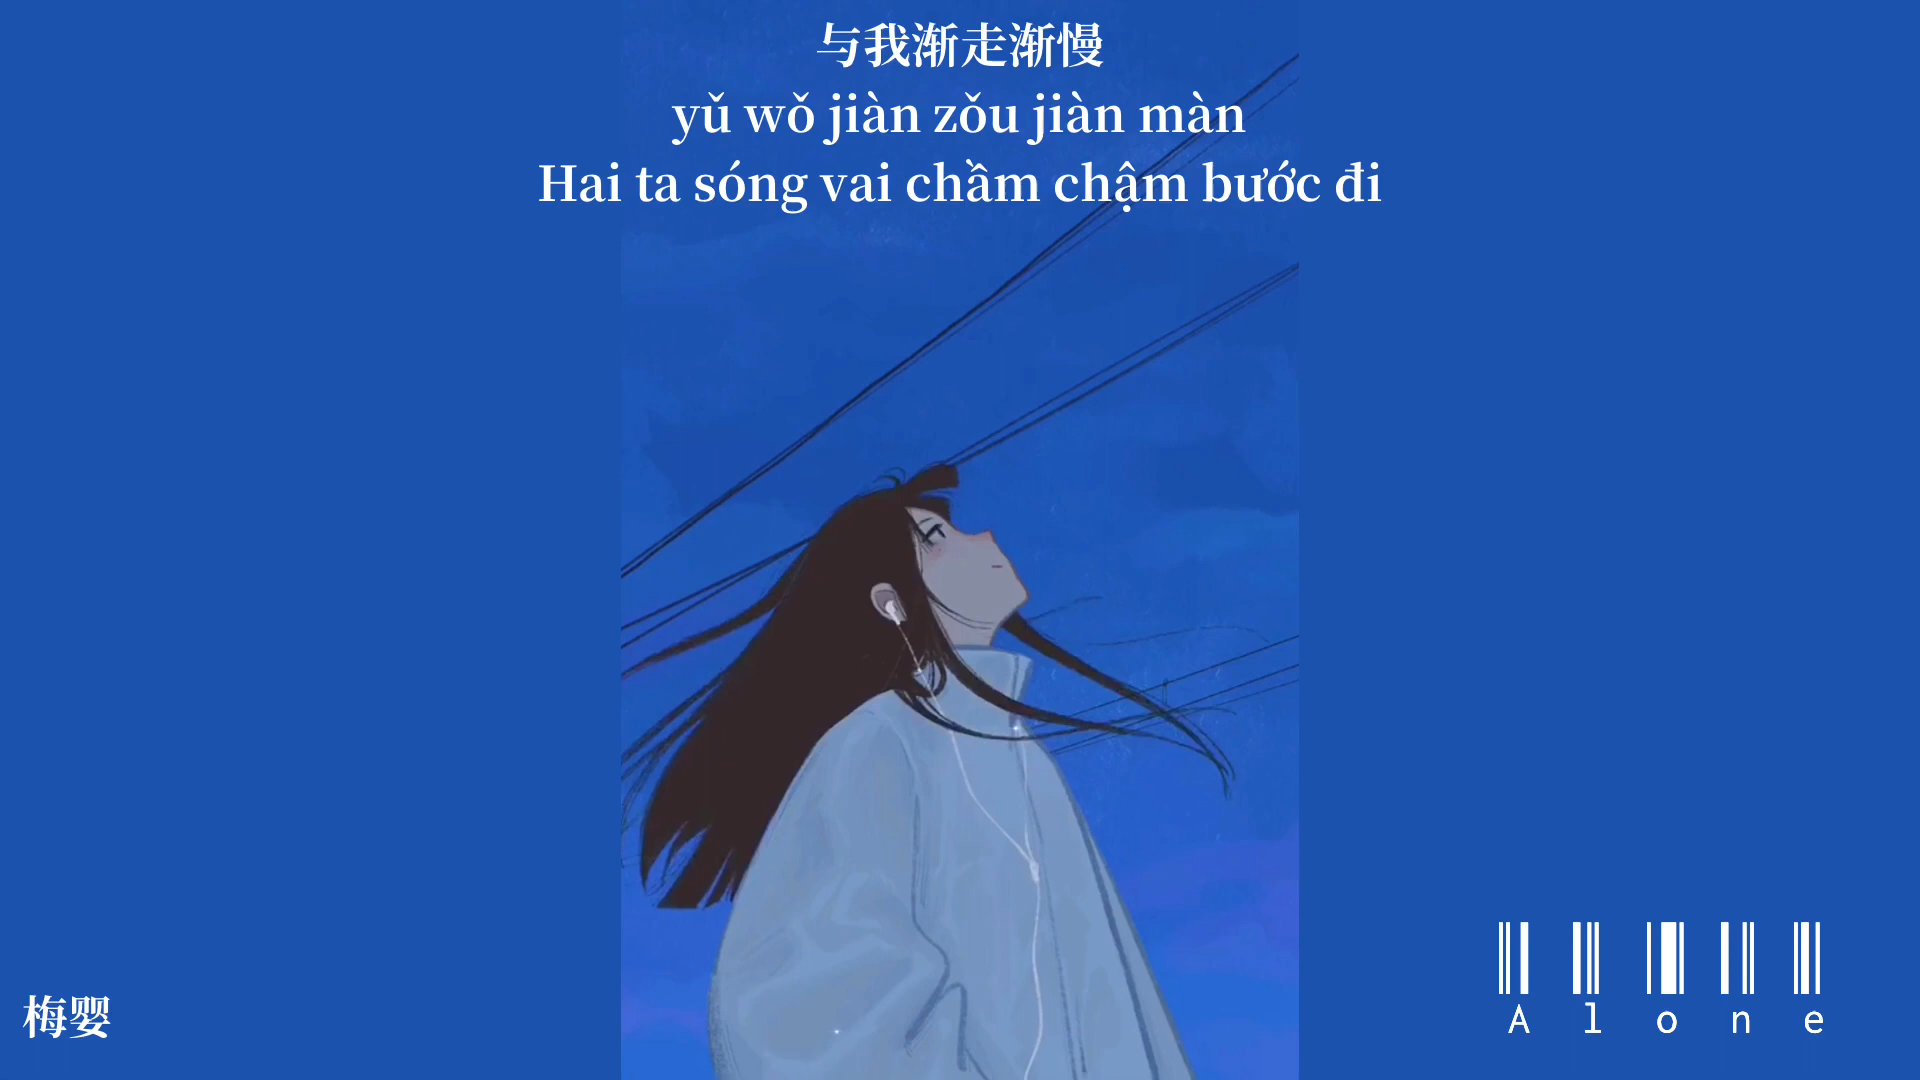 与我渐走渐慢
yǔ wǒ jiàn zǒu jiàn màn
Hai ta sóng vai chầm chậm bước đi
梅婴
Alone